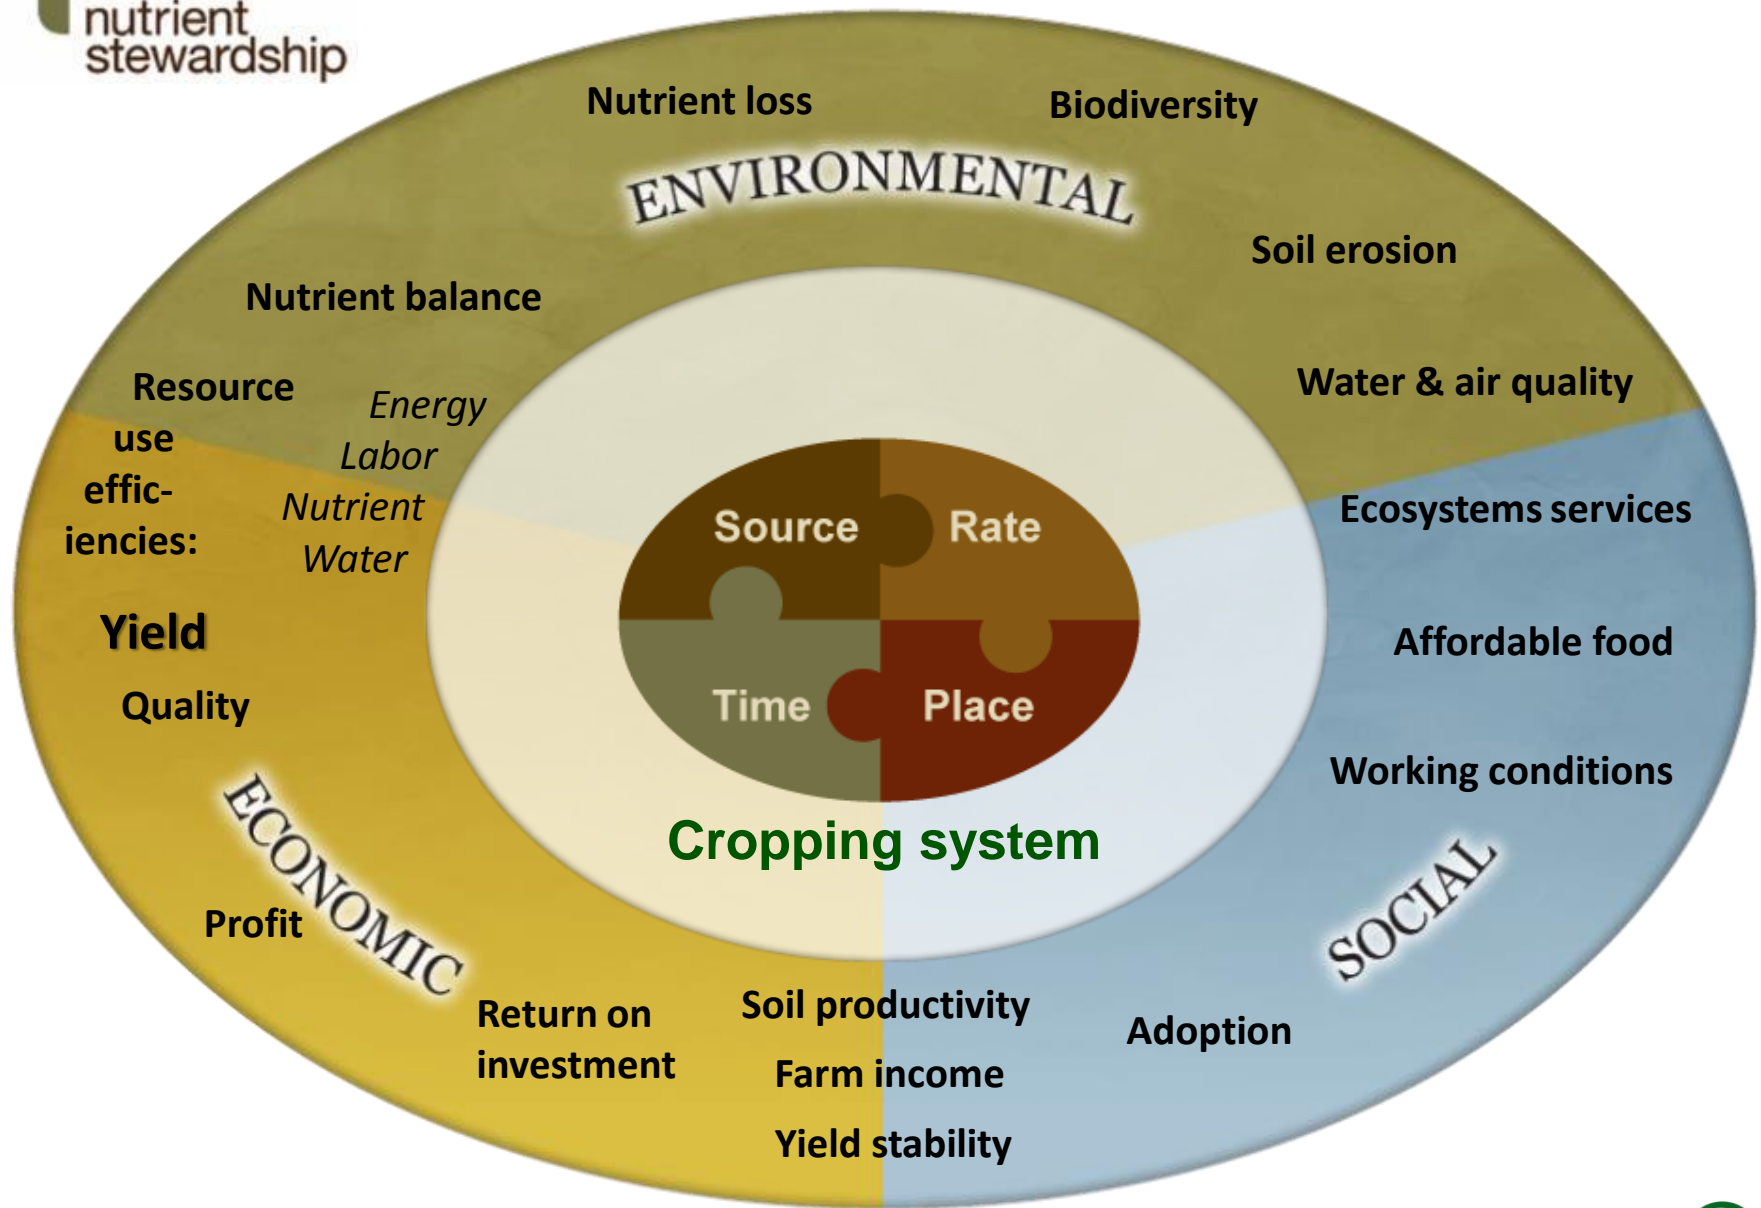 nutrient
stewardship
Nutrient loss
Biodiversity
ENVIRONMENTAL
Soil erosion
Nutrient balance
Water & air quality
Resource
use
effic-
iencies:
Energy
Labor
Nutrient
Water
Ecosystems services
Source
Rate
Yield
Affordable food
Quality
Time
Place
Working conditions
Cropping system
ECONOMIC
SOCIAL
Profit
Return on
investment
Soil productivity
Farm income
Yield stability
Adoption